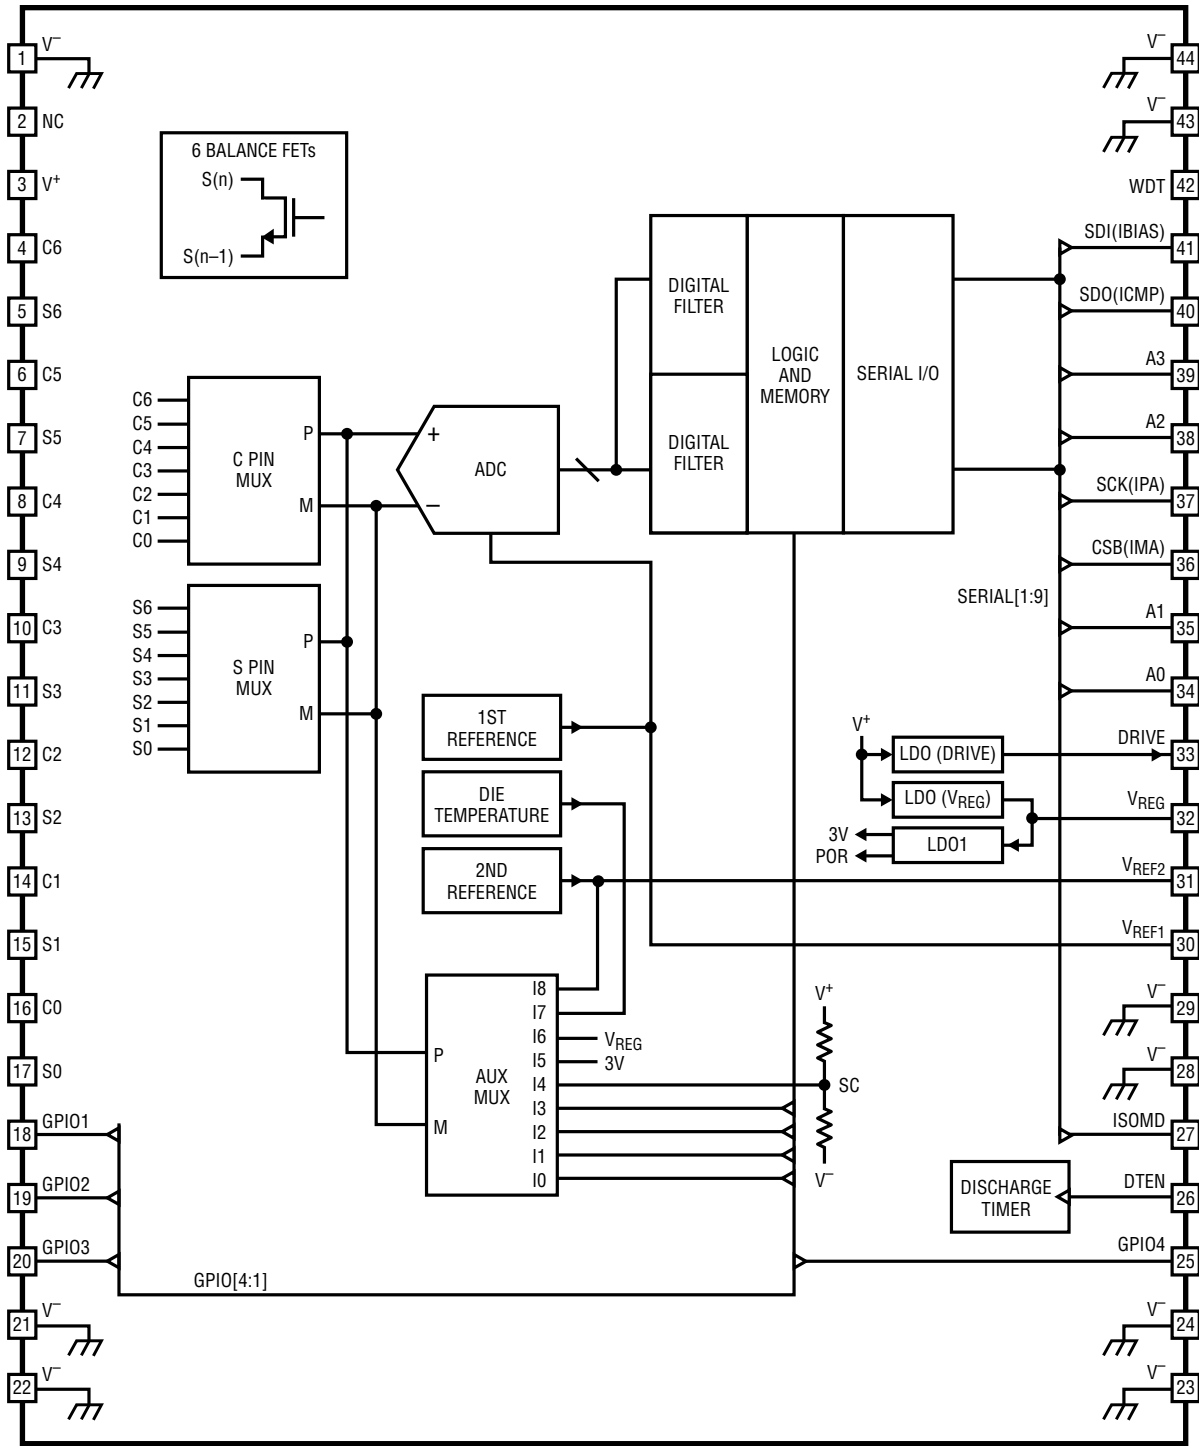 1 V–
2 NC
3 V+
4 C6
5 S6
6 C5
7 S5
8 C4
9 S4
10 C3
11 S3
12 C2
13 S2
14 C1
15 S1
16 C0
17 S0
18 GPIO1
19 GPIO2
20 GPIO3
21 V–
22 V–
6 BALANCE FETs
S(n)
S(n–1)
C6
C5
C4
C3
C2
C1
C0
C PIN
MUX
P
M
S6
S5
S4
S3
S2
S1
S0
S PIN
MUX
P
M
+
–
ADC
DIGITAL
FILTER
DIGITAL
FILTER
LOGIC
AND
MEMORY
SERIAL I/O
1ST
REFERENCE
DIE
TEMPERATURE
2ND
REFERENCE
P
M
AUX
MUX
I8
I7
I6
I5
I4
I3
I2
I1
I0
VREG
3V
V+
SC
V–
GPIO[4:1]
SERIAL[1:9]
V+
LDO (DRIVE)
LDO (VREG)
LDO1
3V
POR
DISCHARGE
TIMER
V– 44
V– 43
WDT 42
SDI(IBIAS) 41
SDO(ICMP) 40
A3 39
A2 38
SCK(IPA) 37
CSB(IMA) 36
A1 35
A0 34
DRIVE 33
VREG 32
VREF2 31
VREF1 30
V– 29
V– 28
ISOMD 27
DTEN 26
GPIO4 25
V– 24
V– 23